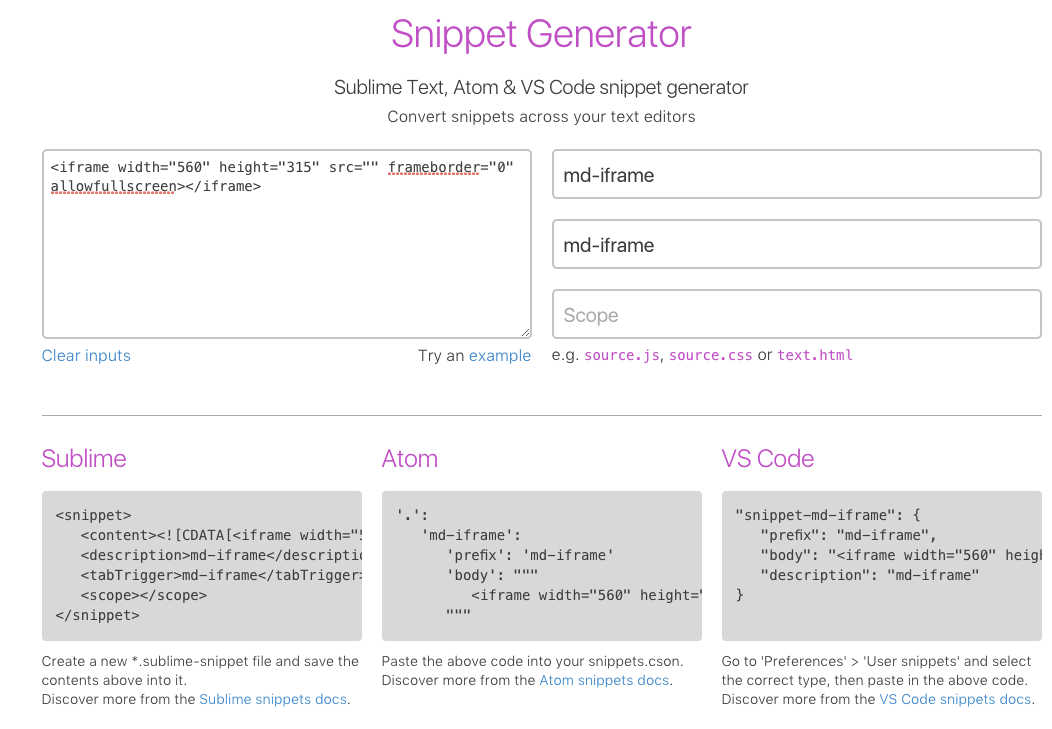 Snippet Generator
Sublime Text, Atom & VS Code snippet generator
Convert snippets across your text editors
<iframe width="560" height="315" src="" frameborder="0"
allowfullscreen></iframe>
md-iframe
md-iframe
Scope
Clear inputs
Try an example
e.g. source.js, source.css or text.html
Sublime
<snippet>
<content><![CDATA[<iframe width="5
<description>md-iframe</descriptio
<tabTrigger>md-iframe</tabTrigger>
<scope></scope>
</snippet>
Create a new *.sublime-snippet file and save the
contents above into it.
Discover more from the Sublime snippets docs.
Atom
'.':
'md-iframe':
'prefix': 'md-iframe'
'body': """
<iframe width="560" height="
"""
Paste the above code into your snippets.cson.
Discover more from the Atom snippets docs.
VS Code
"snippet-md-iframe": {
"prefix": "md-iframe",
"body": "<iframe width="560" heigh
"description": "md-iframe"
}
Go to 'Preferences' > 'User snippets' and select
the correct type, then paste in the above code.
Discover more from the VS Code snippets docs.